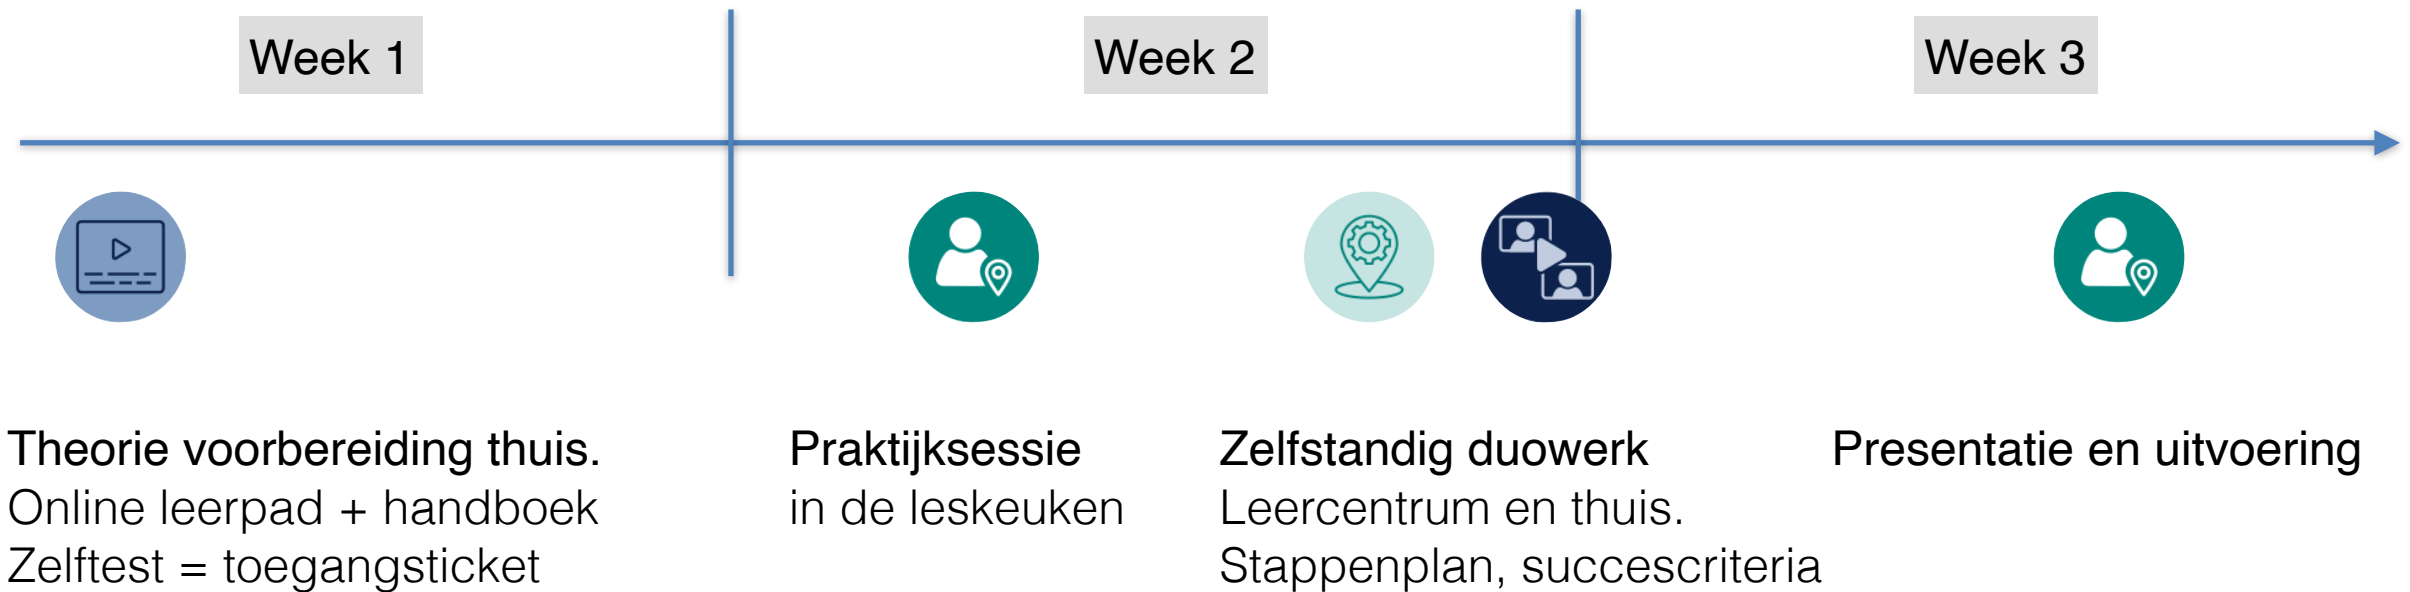 Week 1
Week 2
Week 3
Theorie voorbereiding thuis.
Online leerpad + handboek
Zelftest = toegangsticket
Praktijksessie
in de leskeuken
Zelfstandig duowerk
Leercentrum en thuis.
Stappenplan, succescriteria
Presentatie en uitvoering